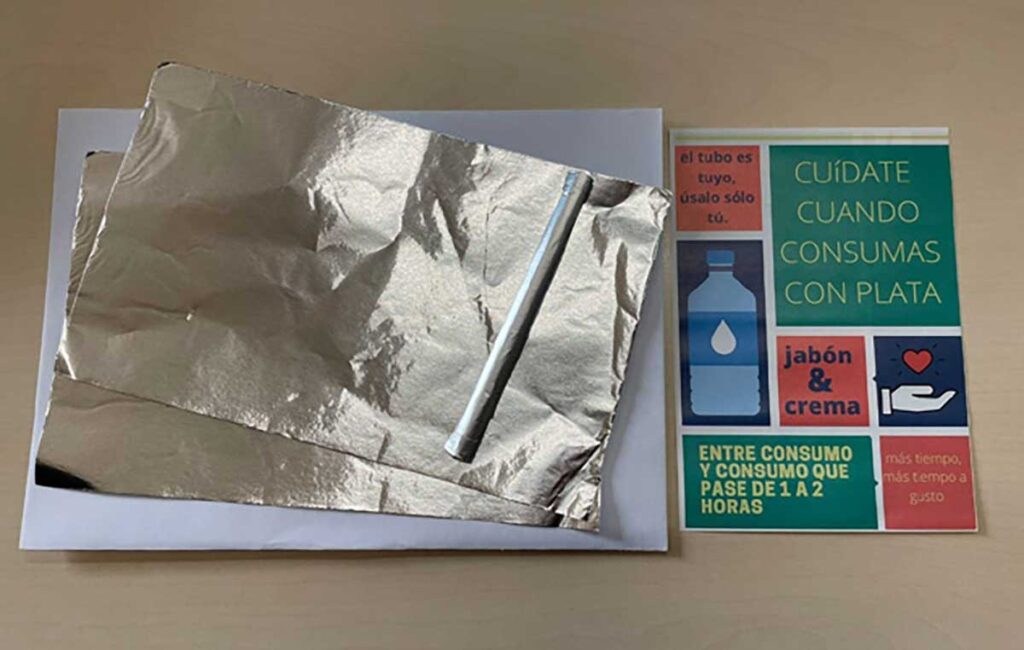 el tubo es
tuyo,
úsalo sólo
tú.
CUíDATE
CUANDO
CONSUMAS
CON PLATA
jabón
&
crema
ENTRE CONSUMO
Y CONSUMO QUE
PASE DE 1 A 2
HORAS
más tiempo,
más tiempo a
gusto